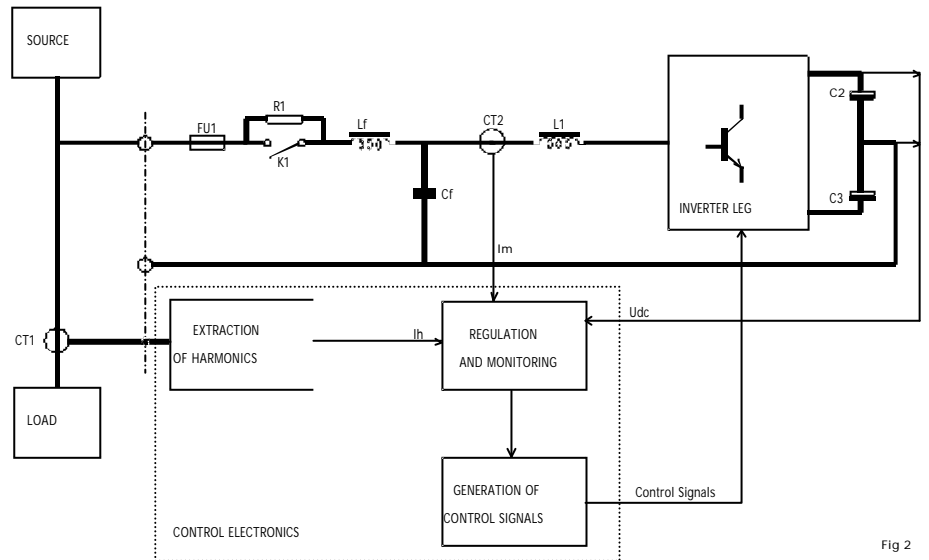 SOURCE
R1
FU1
K1
Lf
CT2
L1
C2
Cf
C3
INVERTER LEG
Im
Udc
EXTRACTION
OF HARMONICS
Ih
REGULATION
AND MONITORING
CT1
LOAD
GENERATION OF
CONTROL SIGNALS
Control Signals
CONTROL ELECTRONICS
Fig 2